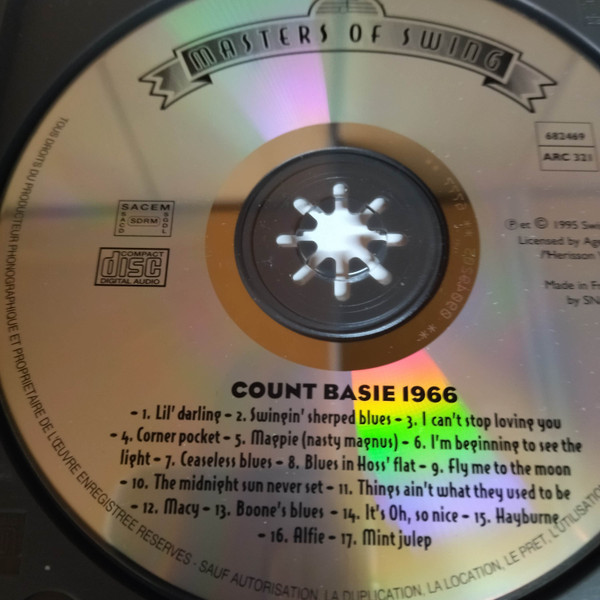 MASTERS OF SWING
682469
ARC 321
SACEM
SACD
SDRM
SGDL
COMPACT
disc
DIGITAL AUDIO
℗ et © 1995
Licensed by
l'Herisson
Made in
by
COUNT BASIE 1966
- 1. Lil' darling - 2. Swingin' sherped blues - 3. I can't stop loving you
- 4. Corner pocket - 5. Magpie (nasty magnus) - 6. I'm beginning to see the
light - 7. Ceaseless blues - 8. Blues in Hoss' flat - 9. Fly me to the moon
- 10. The midnight sun never set - 11. Things ain't what they used to be
- 12. Macy - 13. Boone's blues - 14. It's Oh, so nice - 15. Hayburne
- 16. Alfie - 17. Mint julep
TOUS DROITS DU PRODUCTEUR PHONOGRAPHIQUE ET PROPRIETAIRE DE L'ŒUVRE ENREGISTREE RESERVES - SAUF AUTORISATION, LA DUPLICATION, LA LOCATION, LE PRET, L'UTILISATION